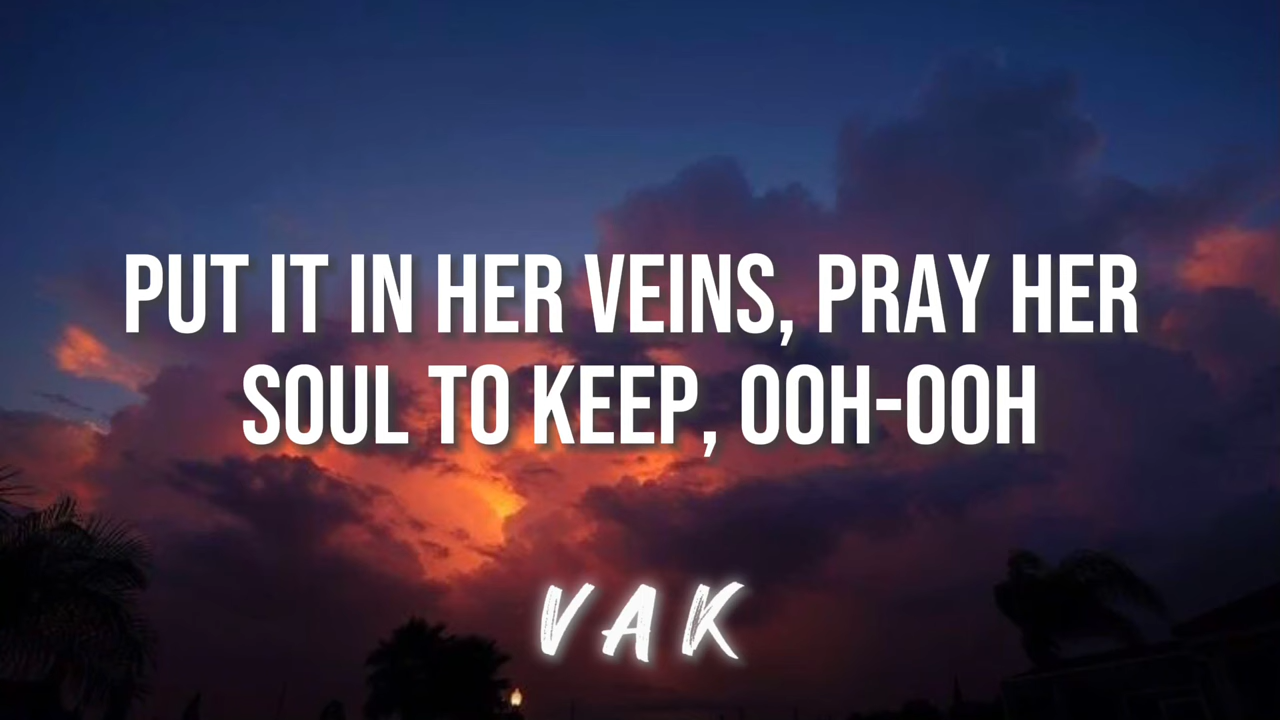 PUT IT IN HER VEINS, PRAY HER
SOUL TO KEEP, OOH-OOH
VAK